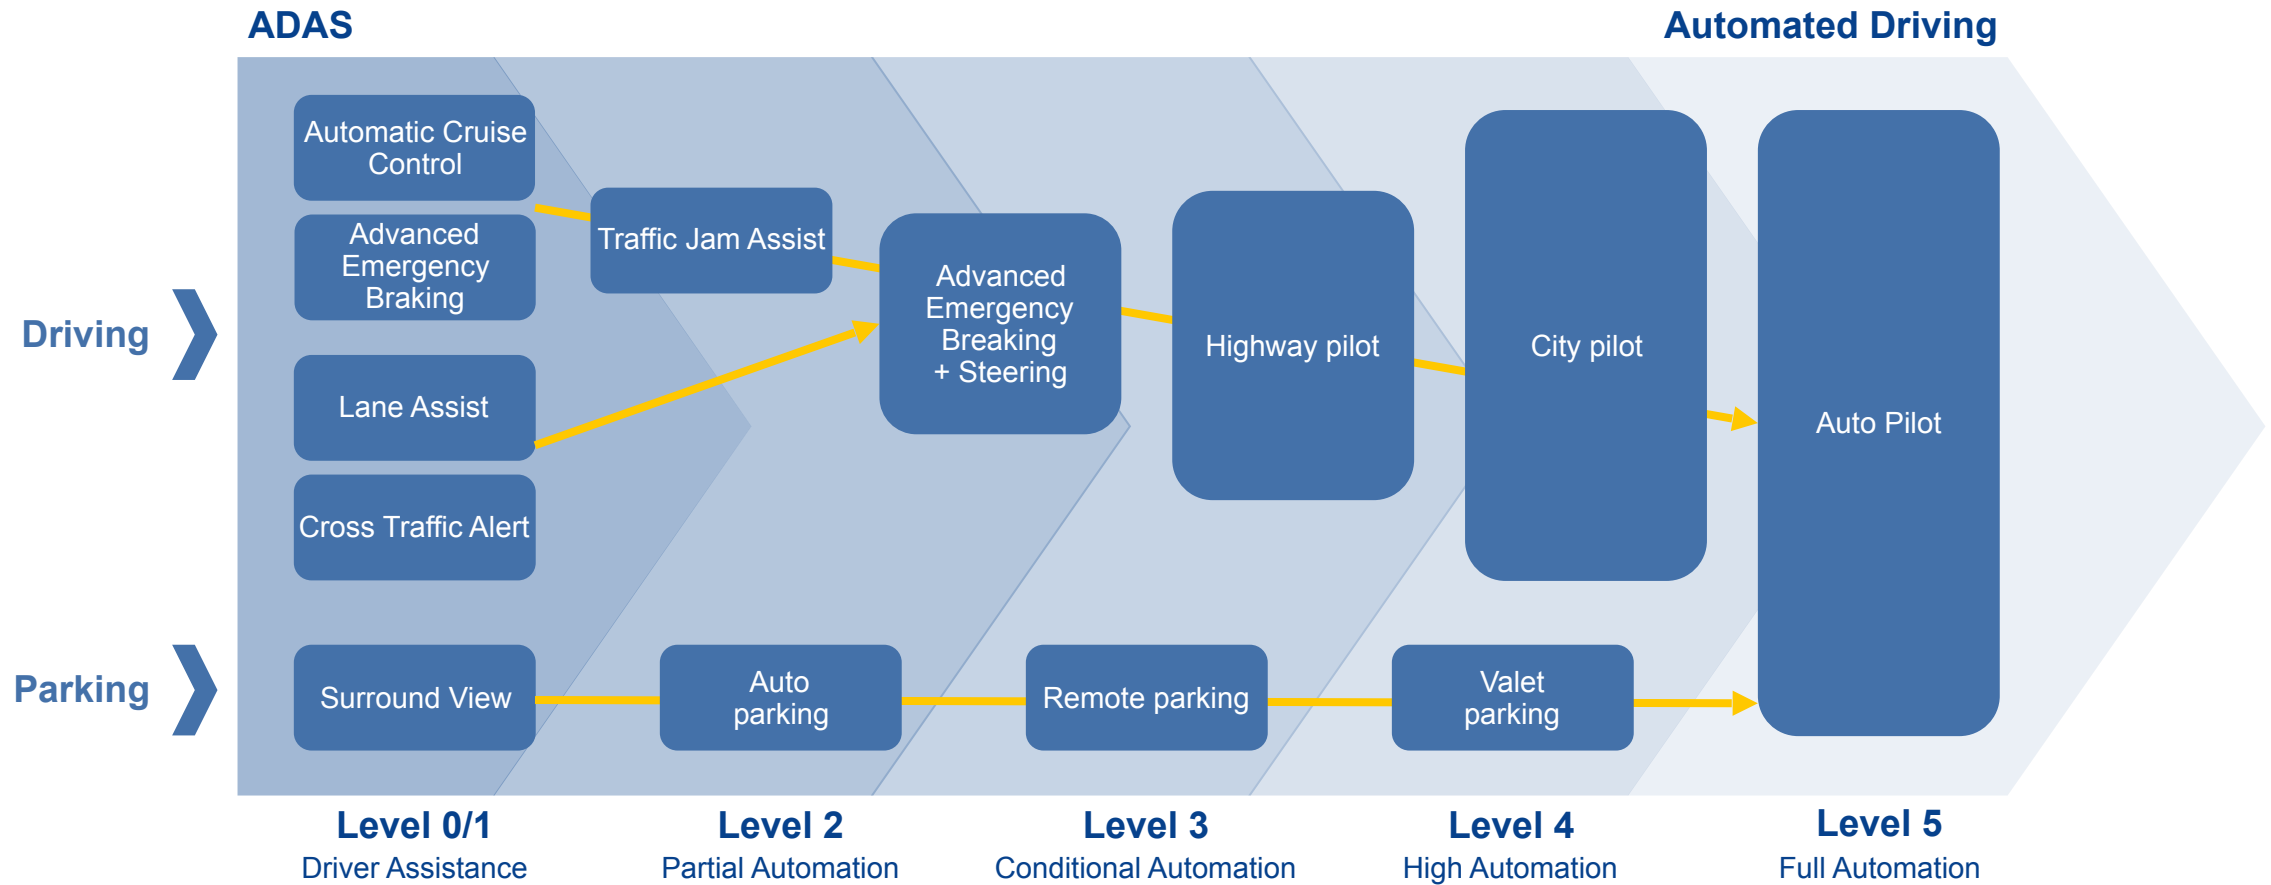 ADAS
Automated Driving
Driving
Automatic Cruise
Control
Advanced
Emergency
Braking
Lane Assist
Cross Traffic Alert
Traffic Jam Assist
Advanced
Emergency
Breaking
+ Steering
Highway pilot
City pilot
Auto Pilot
Parking
Surround View
Auto
parking
Remote parking
Valet
parking
Level 0/1
Driver Assistance
Level 2
Partial Automation
Level 3
Conditional Automation
Level 4
High Automation
Level 5
Full Automation